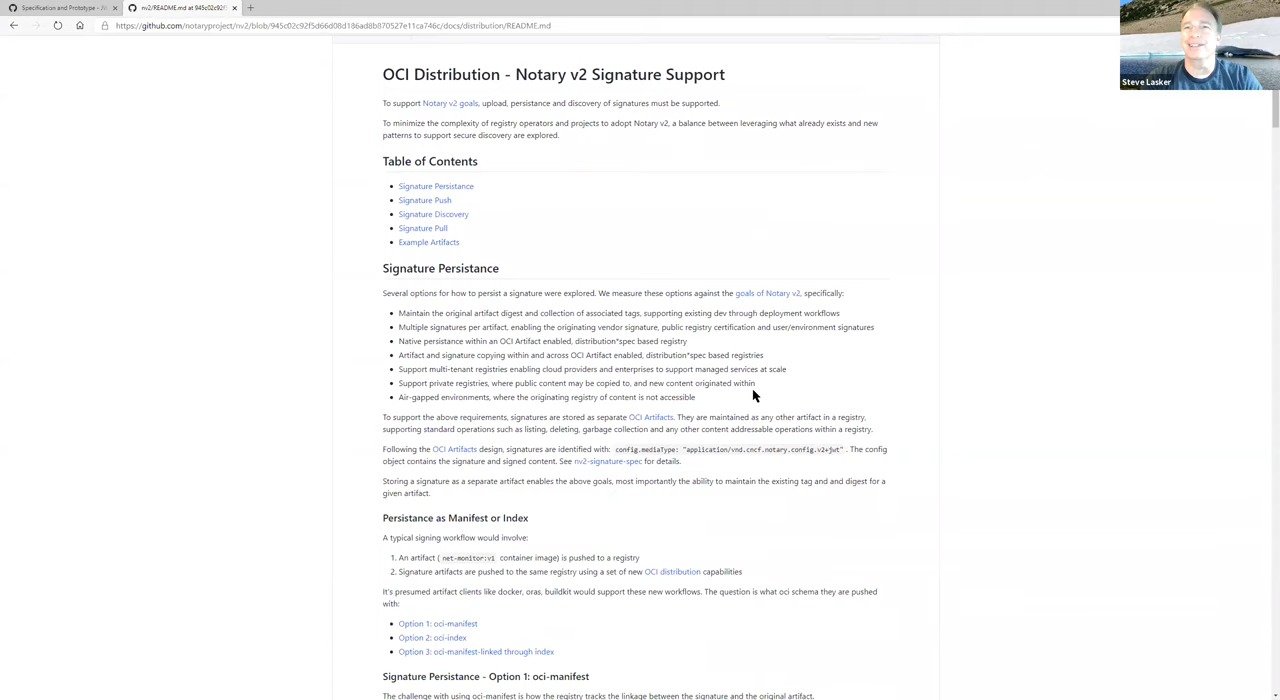 Specification and Prototype - /N
nv2/README.md at 945c02c92f5
https://github.com/notaryproject/nv2/blob/945c02c92f5d66d08d186ad8b870527e11ca746c/docs/distribution/README.md
Steve Lasker
OCI Distribution - Notary v2 Signature Support
To support Notary v2 goals, upload, persistance and discovery of signatures must be supported.
To minimize the complexity of registry operators and projects to adopt Notary v2, a balance between leveraging what already exists and new
patterns to support secure discovery are explored.
Table of Contents
• Signature Persistance
• Signature Push
• Signature Discovery
• Signature Pull
• Example Artifacts
Signature Persistance
Several options for how to persist a signature were explored. We measure these options against the goals of Notary v2, specifically:
• Maintain the original artifact digest and collection of associated tags, supporting existing dev through deployment workflows
• Multiple signatures per artifact, enabling the originating vendor signature, public registry certification and user/environment signatures
• Native persistance within an OCI Artifact enabled, distribution*spec based registry
• Artifact and signature copying within and across OCI Artifact enabled, distribution*spec based registries
• Support multi-tenant registries enabling cloud providers and enterprises to support managed services at scale
• Support private registries, where public content may be copied to, and new content originated within
• Air-gapped environments, where the originating registry of content is not accessible
To support the above requirements, signatures are stored as separate OCI Artifacts. They are maintained as any other artifact in a registry,
supporting standard operations such as listing, deleting, garbage collection and any other content addressable operations within a registry.
Following the OCI Artifacts design, signatures are identified with: config.mediaType: "application/vnd.cncf.notary.config.v2+jwt" . The config
object contains the signature and signed content. See nv2-signature-spec for details.
Storing a signature as a separate artifact enables the above goals, most importantly the ability to maintain the existing tag and and digest for a
given artifact.
Persistance as Manifest or Index
A typical signing workflow would involve:
1. An artifact ( net-monitor:v1 container image) is pushed to a registry
2. Signature artifacts are pushed to the same registry using a set of new OCI distribution capabilities
It's presumed artifact clients like docker, oras, buildkit would support these new workflows. The question is what oci schema they are pushed
with:
• Option 1: oci-manifest
• Option 2: oci-index
• Option 3: oci-manifest-linked through index
Signature Persistance - Option 1: oci-manifest
The challenge with using oci-manifest is how the registry tracks the linkage between the signature and the original artifact.